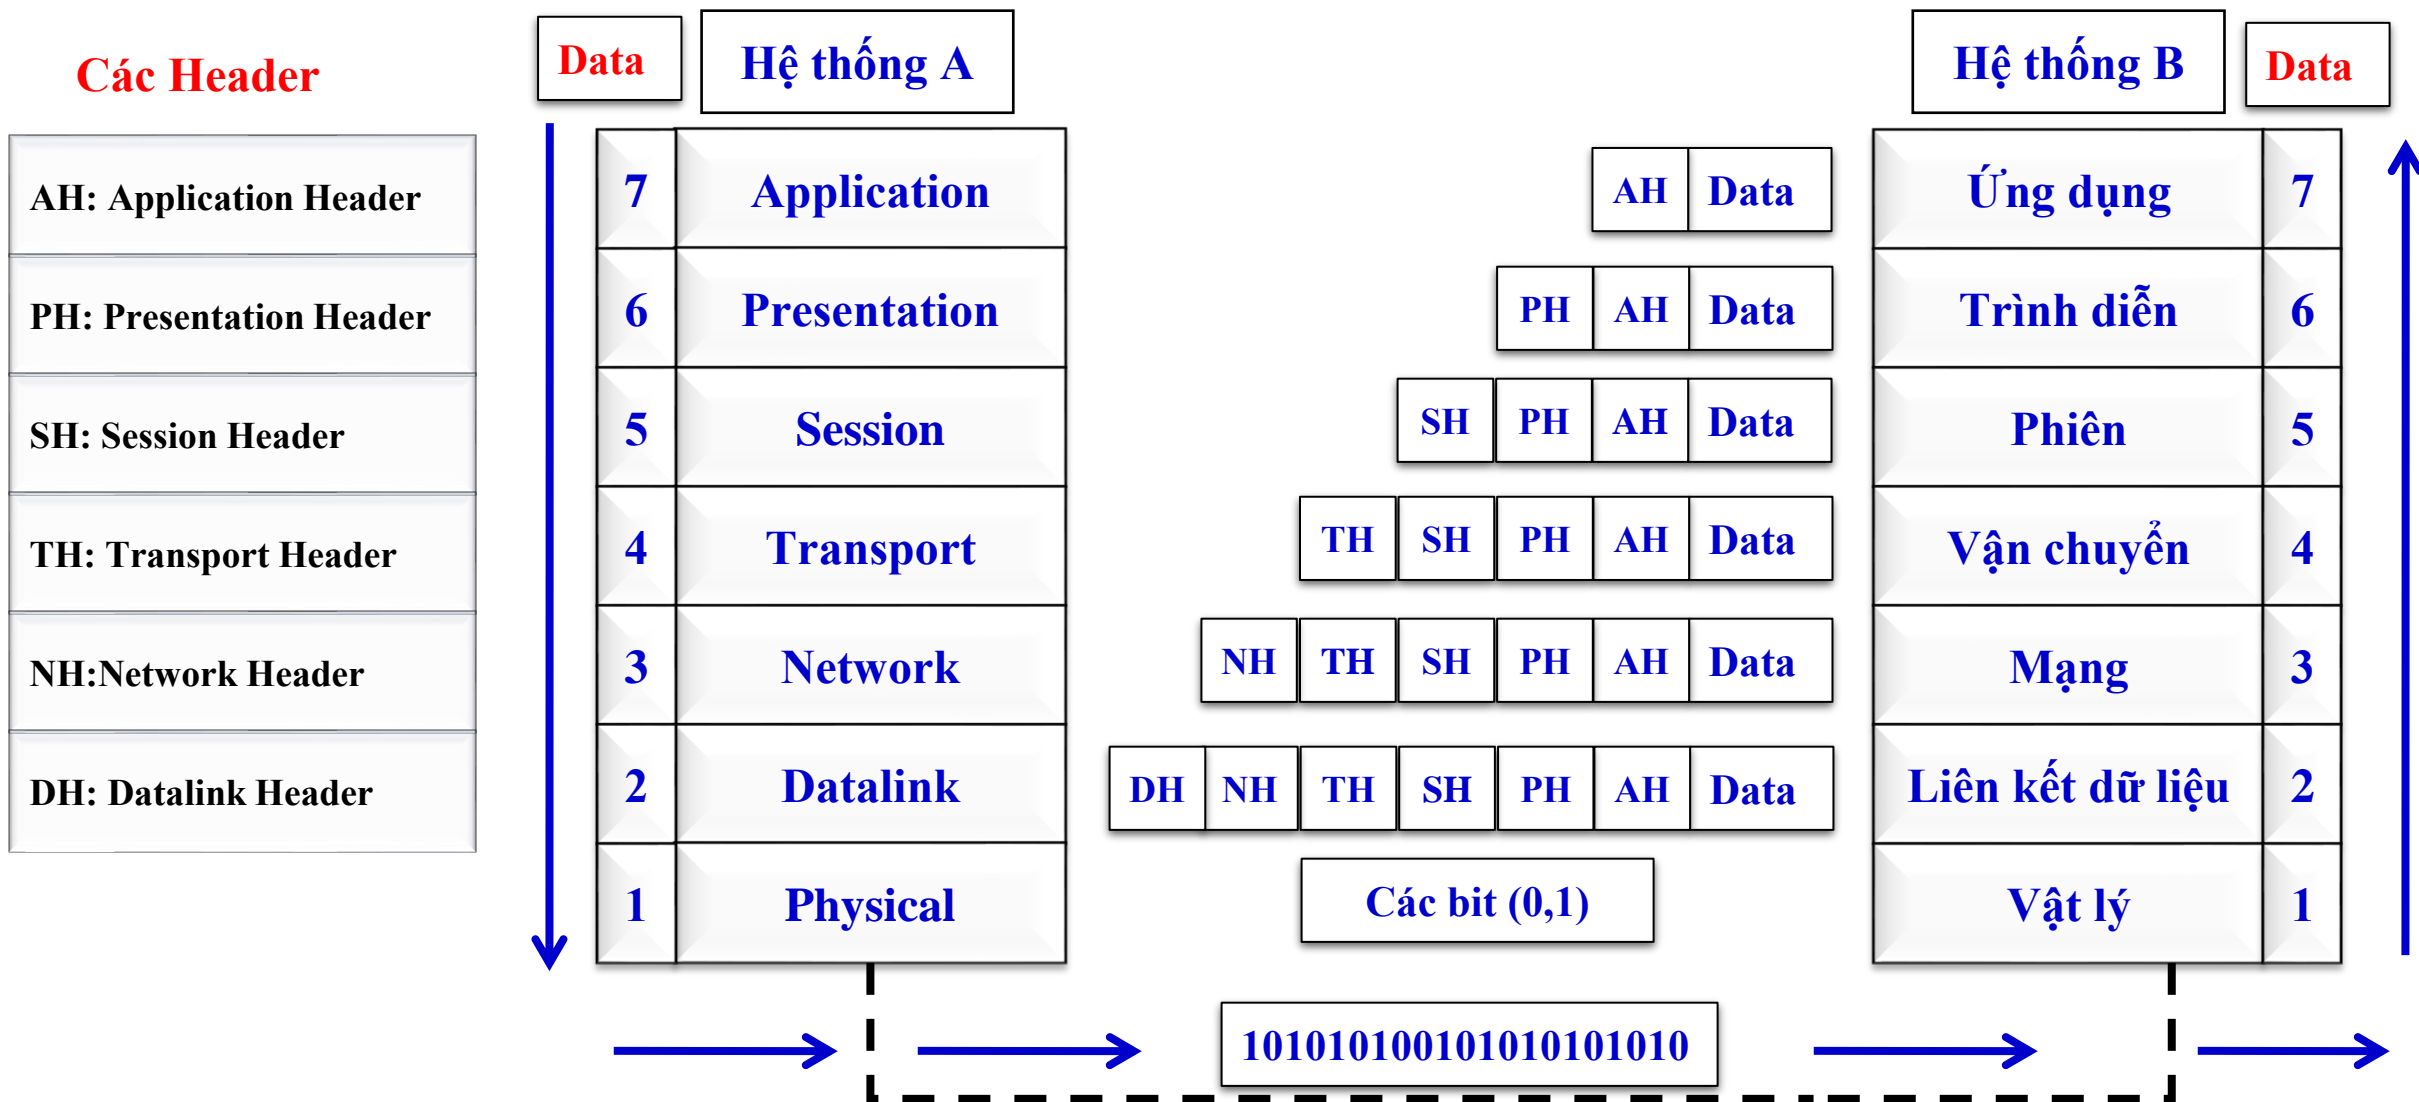 Các Header
Data
Hệ thống A
Hệ thống B
Data
AH: Application Header
7
Application
AH
Data
Ứng dụng
7
PH: Presentation Header
6
Presentation
PH
AH
Data
Trình diễn
6
SH: Session Header
5
Session
SH
PH
AH
Data
Phiên
5
TH: Transport Header
4
Transport
TH
SH
PH
AH
Data
Vận chuyển
4
NH:Network Header
3
Network
NH
TH
SH
PH
AH
Data
Mạng
3
DH: Datalink Header
2
Datalink
DH
NH
TH
SH
PH
AH
Data
Liên kết dữ liệu
2
1
Physical
Các bit (0,1)
Vật lý
1
101010100101010101010